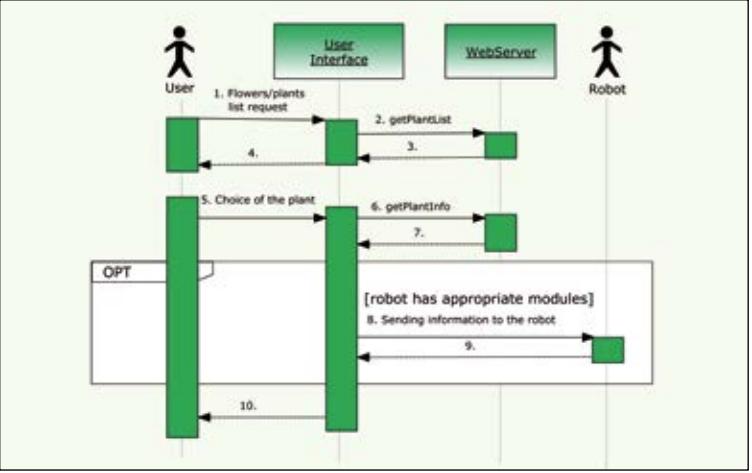 User
Interface
WebServer
User
Robot
1. Flowers/plants
list request
2. getPlantList
3.
4.
5. Choice of the plant
6. getPlantInfo
7.
OPT
[robot has appropriate modules]
8. Sending information to the robot
9.
10.